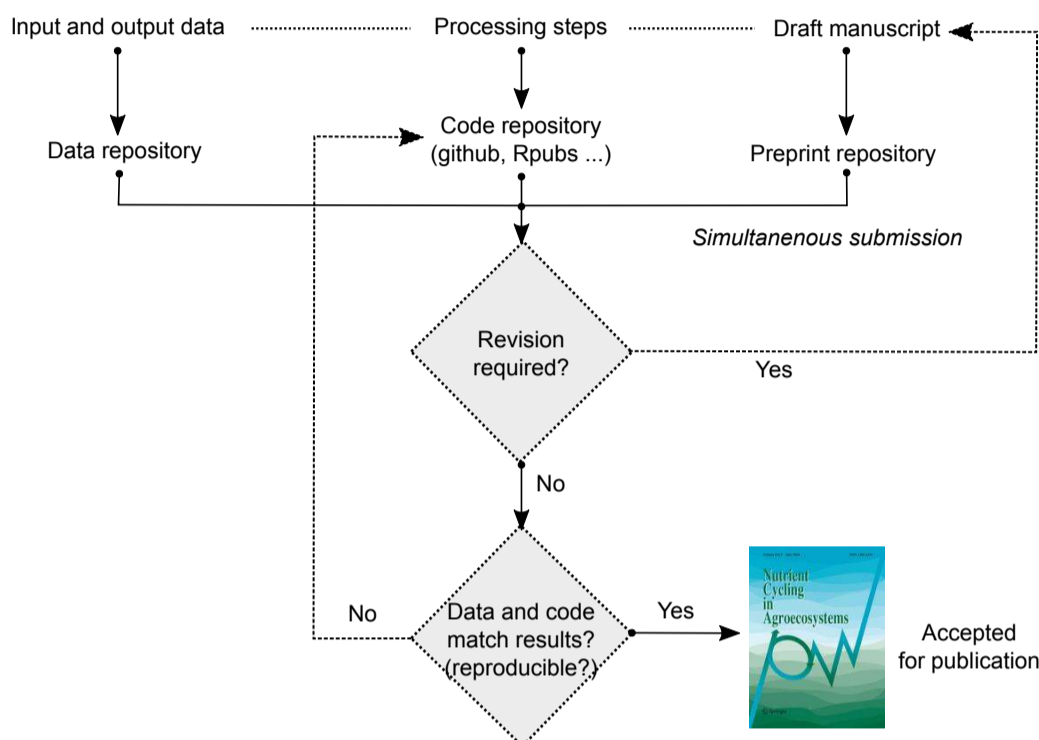 Input and output data
Processing steps
Draft manuscript
Data repository
Code repository
(github, Rpubs ...)
Preprint repository
Simultanenous submission
Revision
required?
Yes
No
No
Data and code
match results?
(reproducible?)
Yes
Nutrient
Cycling
in
Agroecosystems
Accepted
for publication